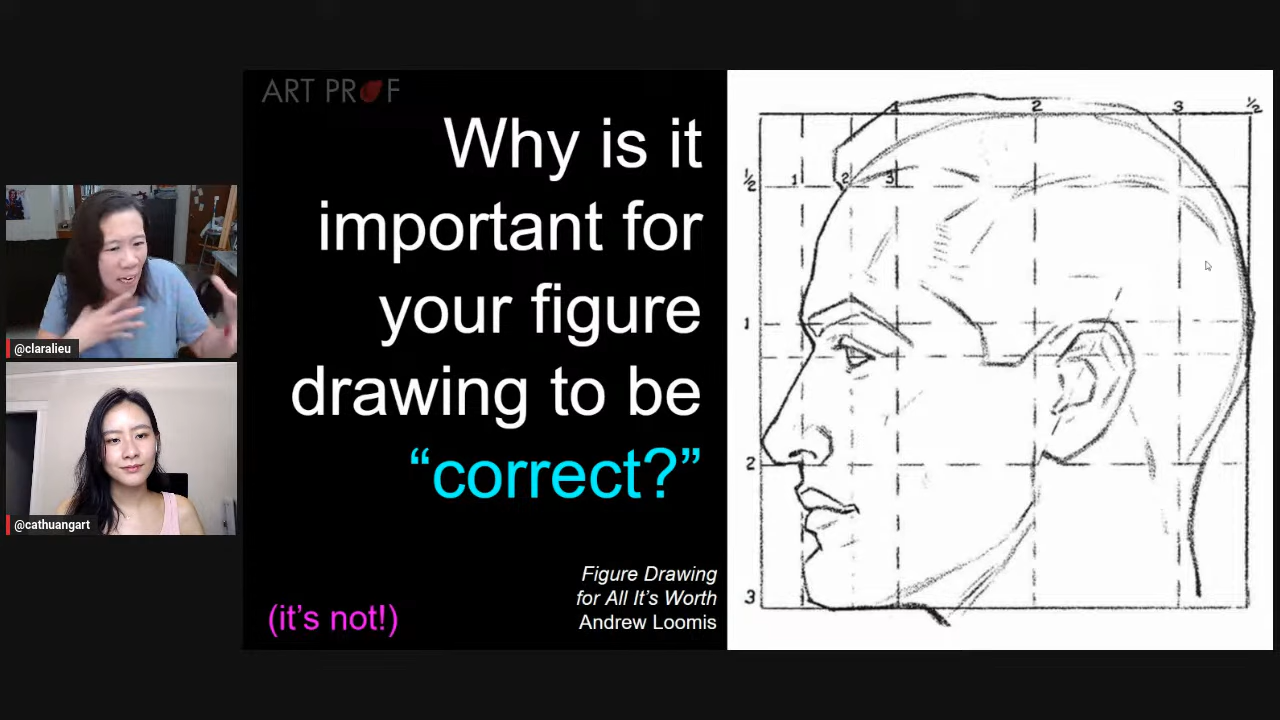 ART PROF
Why is it
important for
your figure
drawing to be
“correct?”
Figure Drawing
for All It’s Worth
Andrew Loomis
(it’s not!)
@claralieu
@cathuangart
1 2 3 ½
½ 1 2 3
1
2
3